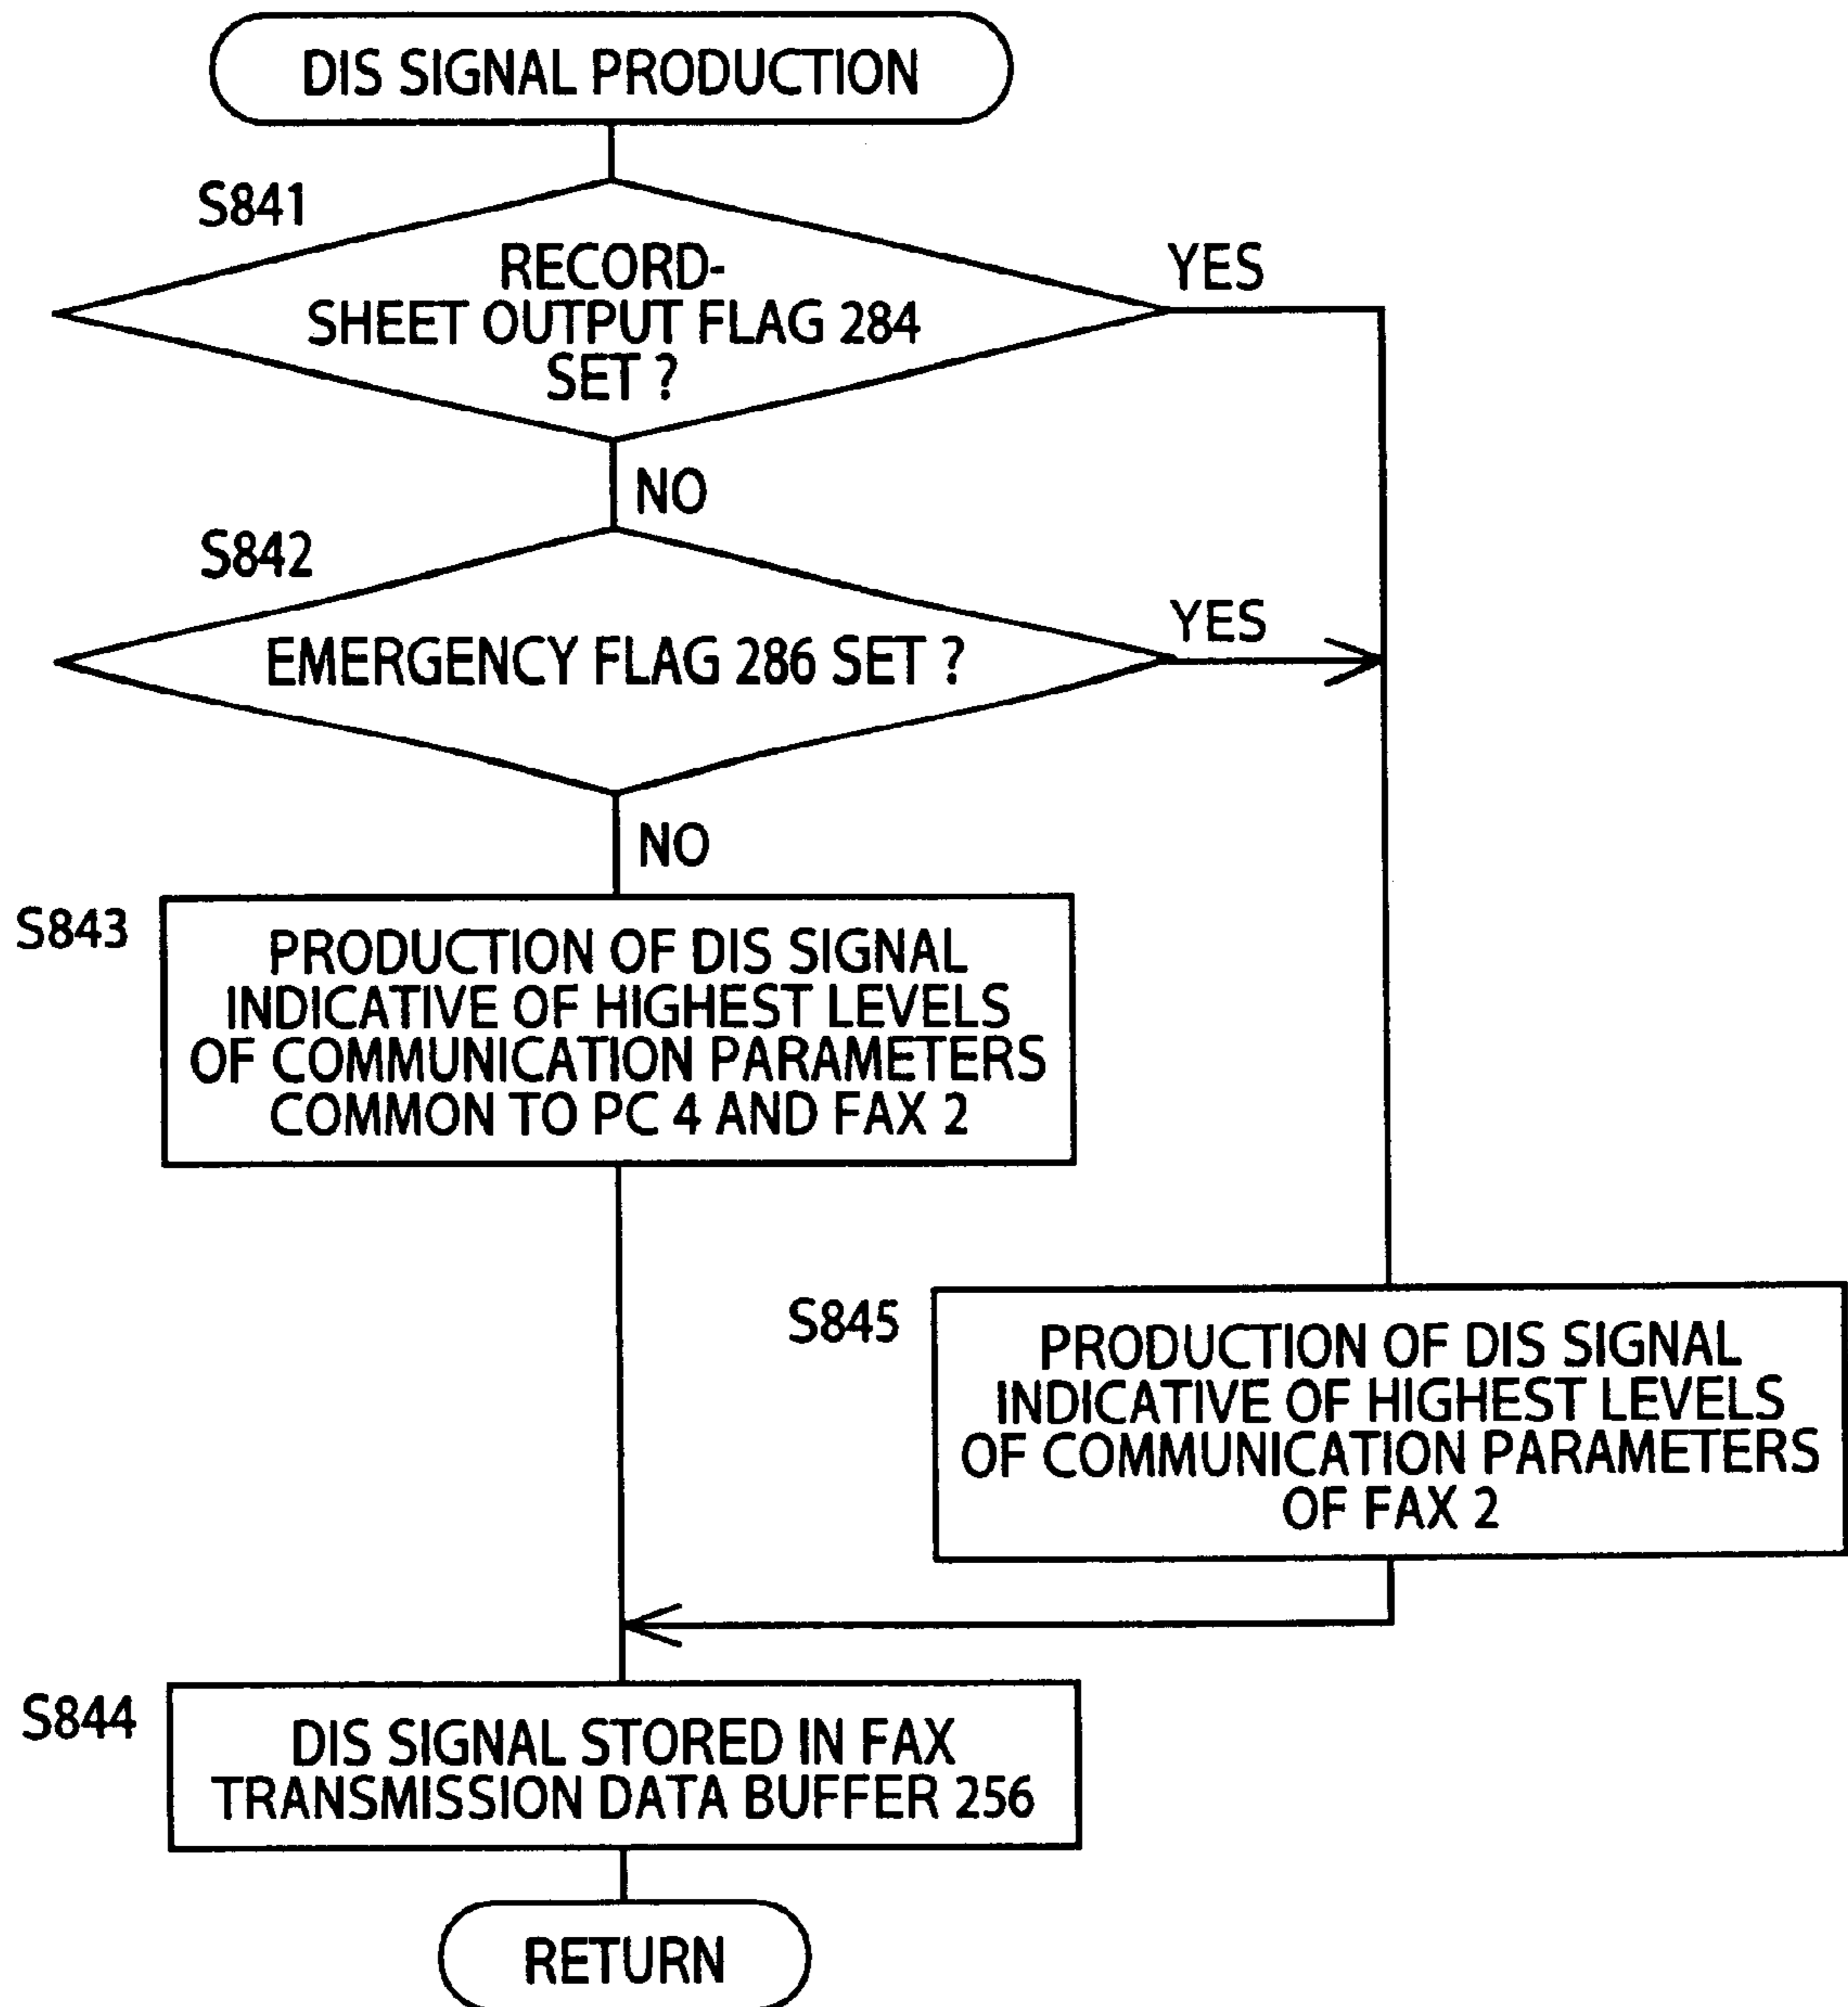 DIS SIGNAL PRODUCTION
S841
RECORD-
SHEET OUTPUT FLAG 284
SET ?
YES
NO
S842
EMERGENCY FLAG 286 SET ?
YES
NO
S843
PRODUCTION OF DIS SIGNAL
INDICATIVE OF HIGHEST LEVELS
OF COMMUNICATION PARAMETERS
COMMON TO PC 4 AND FAX 2
S845
PRODUCTION OF DIS SIGNAL
INDICATIVE OF HIGHEST LEVELS
OF COMMUNICATION PARAMETERS
OF FAX 2
S844
DIS SIGNAL STORED IN FAX
TRANSMISSION DATA BUFFER 256
RETURN